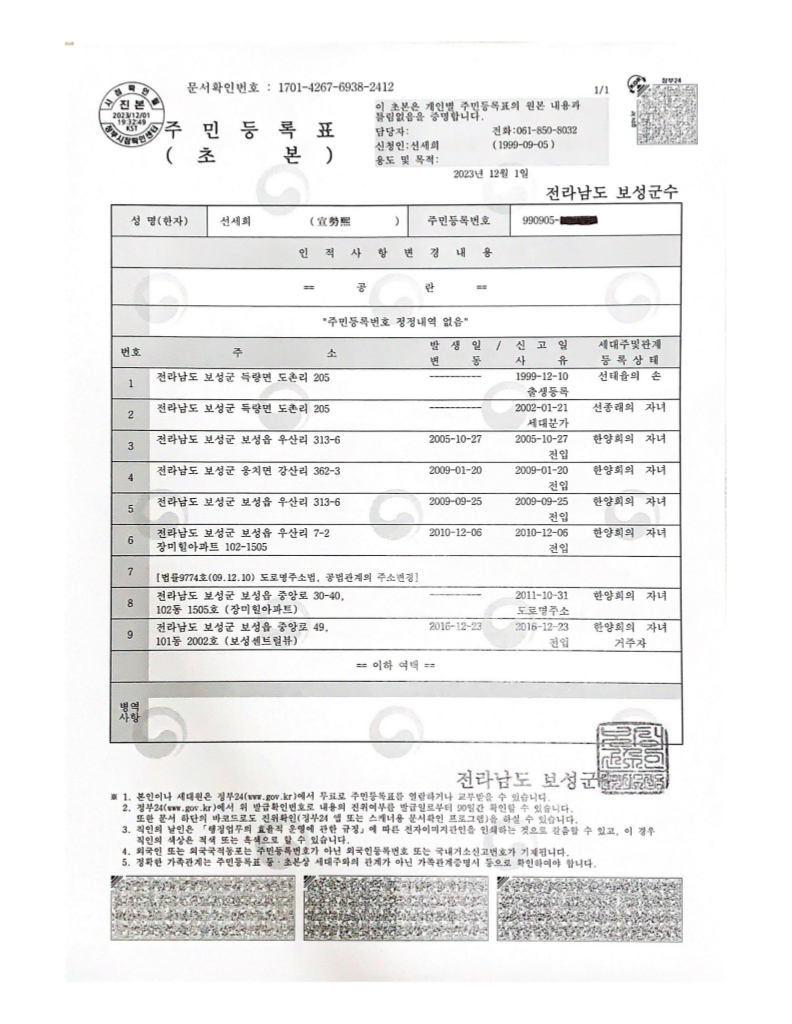 문서확인번호 : 1701-4267-6938-2412
1/1
정부24
시점확인필
진본
2023/12/01
19:32:49
KST
정부시점확인센터
주 민 등 록 표
( 초 본 )
이 초본은 개인별 주민등록표의 원본 내용과
틀림없음을 증명합니다.
담당자: 전화:061-850-8032
신청인:선세희 (1999-09-05)
용도 및 목적:
2023년 12월 1일
전라남도 보성군수
성 명(한자) 선세희 (宣勢熙 ) 주민등록번호 990905-
인 적 사 항 변 경 내 용
== 공 란 ==
"주민등록번호 정정내역 없음"
번호 주 소 발 생 일 / 신 고 일 세대주및관계
변 동 사 유 등 록 상 태
1 전라남도 보성군 득량면 도촌리 205 ---------- 1999-12-10 선태율의 손
출생등록
2 전라남도 보성군 득량면 도촌리 205 ---------- 2002-01-21 선종래의 자녀
세대분가
3 전라남도 보성군 보성읍 우산리 313-6 2005-10-27 2005-10-27 한양희의 자녀
전입
4 전라남도 보성군 웅치면 강산리 362-3 2009-01-20 2009-01-20 한양희의 자녀
전입
5 전라남도 보성군 보성읍 우산리 313-6 2009-09-25 2009-09-25 한양희의 자녀
전입
6 전라남도 보성군 보성읍 우산리 7-2 2010-12-06 2010-12-06 한양희의 자녀
장미힐아파트 102-1505 전입
7 [법률9774호(09.12.10) 도로명주소법, 공법관계의 주소변경]
8 전라남도 보성군 보성읍 중앙로 30-40, ---------- 2011-10-31 한양희의 자녀
102동 1505호 (장미힐아파트) 도로명주소
9 전라남도 보성군 보성읍 중앙로 49, 2016-12-23 2016-12-23 한양희의 자녀
101동 2002호 (보성센트럴뷰) 전입 거주자
== 이하 여백 ==
병역
사항
전라남도 보성군
※ 1. 본인이나 세대원은 정부24(www.gov.kr)에서 무료로 주민등록표를 열람하거나 교부받을 수 있습니다.
2. 정부24(www.gov.kr)에서 위 발급확인번호로 내용의 진위여부를 발급일로부터 90일간 확인할 수 있습니다.
또한 문서 하단의 바코드로도 진위확인(정부24 앱 또는 스캐너용 문서확인 프로그램)을 하실 수 있습니다.
3. 직인의 날인은 「행정업무의 효율적 운영에 관한 규정」에 따른 전자이미지관인을 인쇄하는 것으로 갈음할 수 있고, 이 경우
직인의 색상은 적색 또는 흑색으로 할 수 있습니다.
4. 외국인 또는 외국국적동포는 주민등록번호가 아닌 외국인등록번호 또는 국내거소신고번호가 기재됩니다.
5. 정확한 가족관계는 주민등록표 등·초본상 세대주와의 관계가 아닌 가족관계증명서 등으로 확인하여야 합니다.